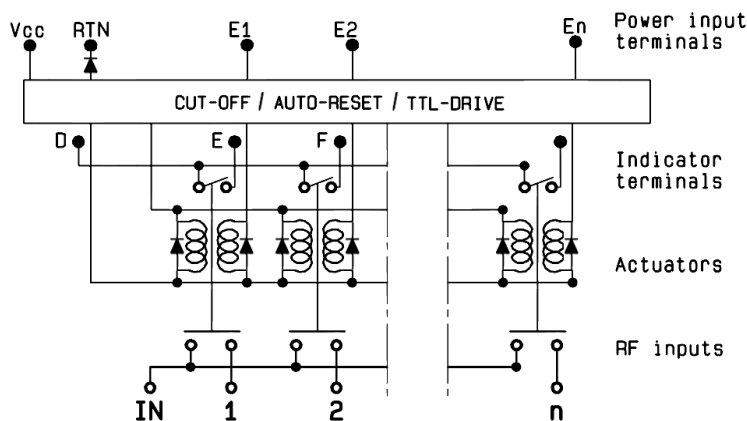 Vcc RTN E1 E2 En Power input
terminals
CUT-OFF / AUTO-RESET / TTL-DRIVE
D E F
Indicator
terminals
Actuators
RF inputs
IN 1 2 n